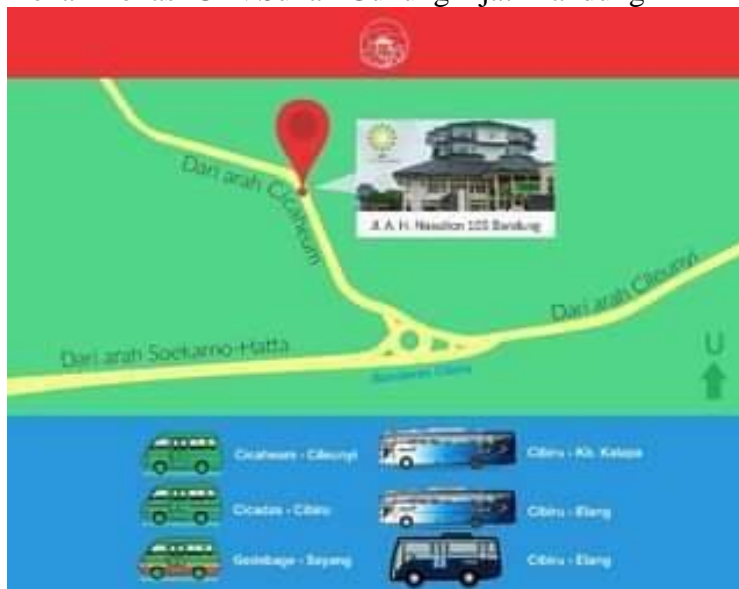 Dari arah Cicaheum
Jl. A. H. Nasution 105 Bandung
Dari arah Cileunyi
Dari arah Soekarno-Hatta
Bundaran Cibiru
U
Cicaheum - Cileunyi
Cibiru - Kb. Kalapa
Cicadas - Cibiru
Cibiru - Elang
Gedebage - Sayang
Cibiru - Elang